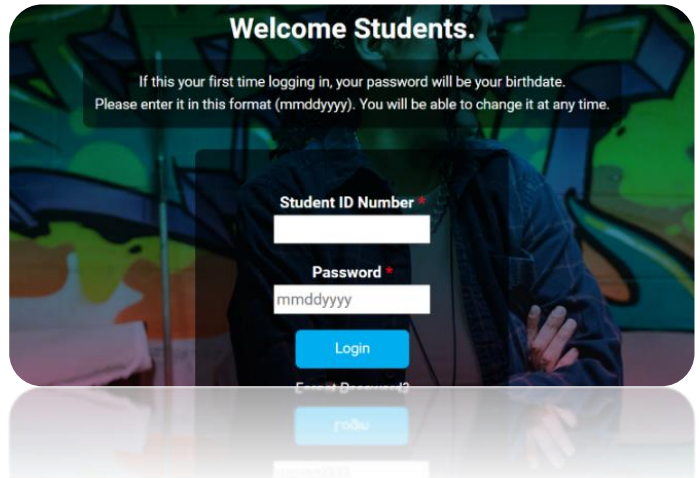 Welcome Students.
If this your first time logging in, your password will be your birthdate.
Please enter it in this format (mmddyyyy). You will be able to change it at any time.
Student ID Number *
Password *
mmddyyyy
Login
Forgot Password?